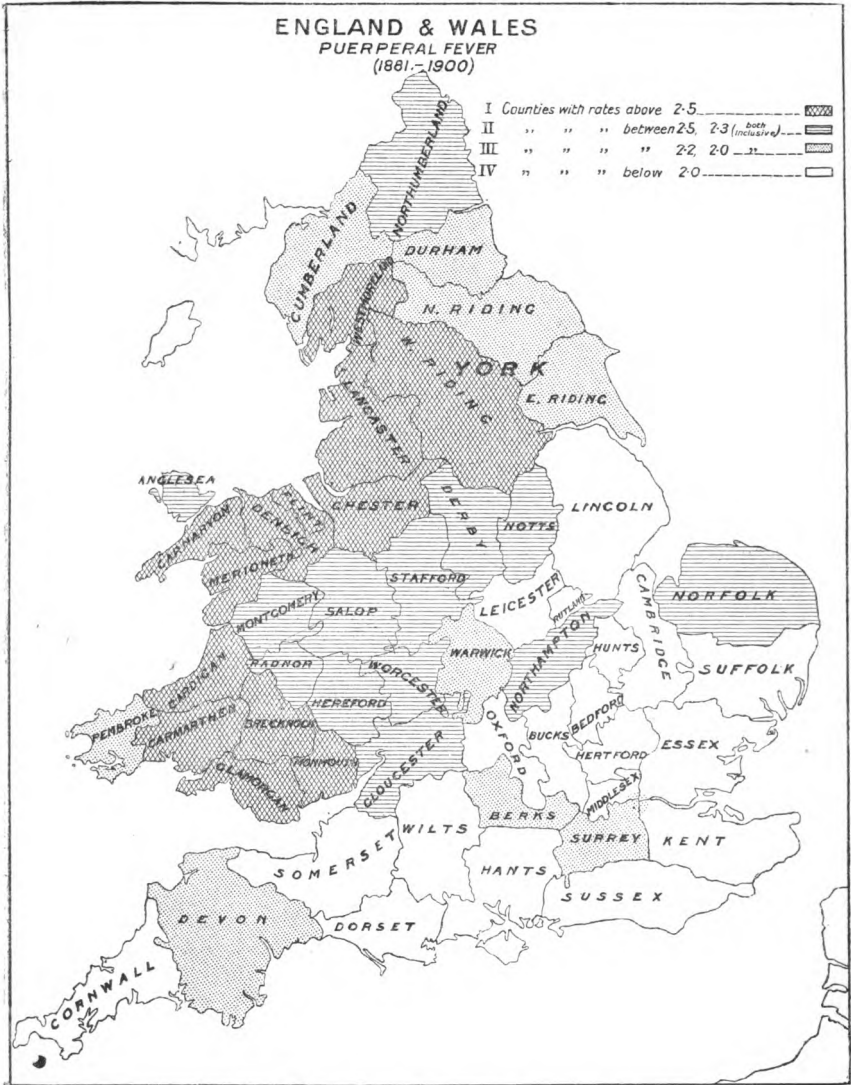 ENGLAND & WALES
PUERPERAL FEVER
(1881.-1900)
I Counties with rates above 2·5
II „ „ „ between 2·5, 2·3 (both inclusive)
III „ „ „ „ 2·2, 2·0 „
IV „ „ „ below 2·0
NORTHUMBERLAND
CUMBERLAND
DURHAM
WESTMORELD
N. RIDING
YORK
N. RIDING
E. RIDING
LANCASTER
ANGLESEA
CARNARVON
FLINT
DENBIGH
CHESTER
DERBY
NOTTS
LINCOLN
MERIONETH
STAFFORD
MONTGOMERY
SALOP
LEICESTER
RUTLAND
NORFOLK
CAMBRIDGE
NORTHAMPTON
HUNTS
SUFFOLK
WARWICK
RADNOR
WORCESTER
HEREFORD
CARDIGAN
PEMBROKE
CARMARTHEN
BRECKNOCK
GLAMORGAN
MONMOUTH
GLOUCESTER
OXFORD
BUCKS
BEDFORD
HERTFORD
ESSEX
MIDDLESEX
BERKS
SURREY
KENT
WILTS
SOMERSET
HANTS
SUSSEX
DEVON
DORSET
CORNWALL